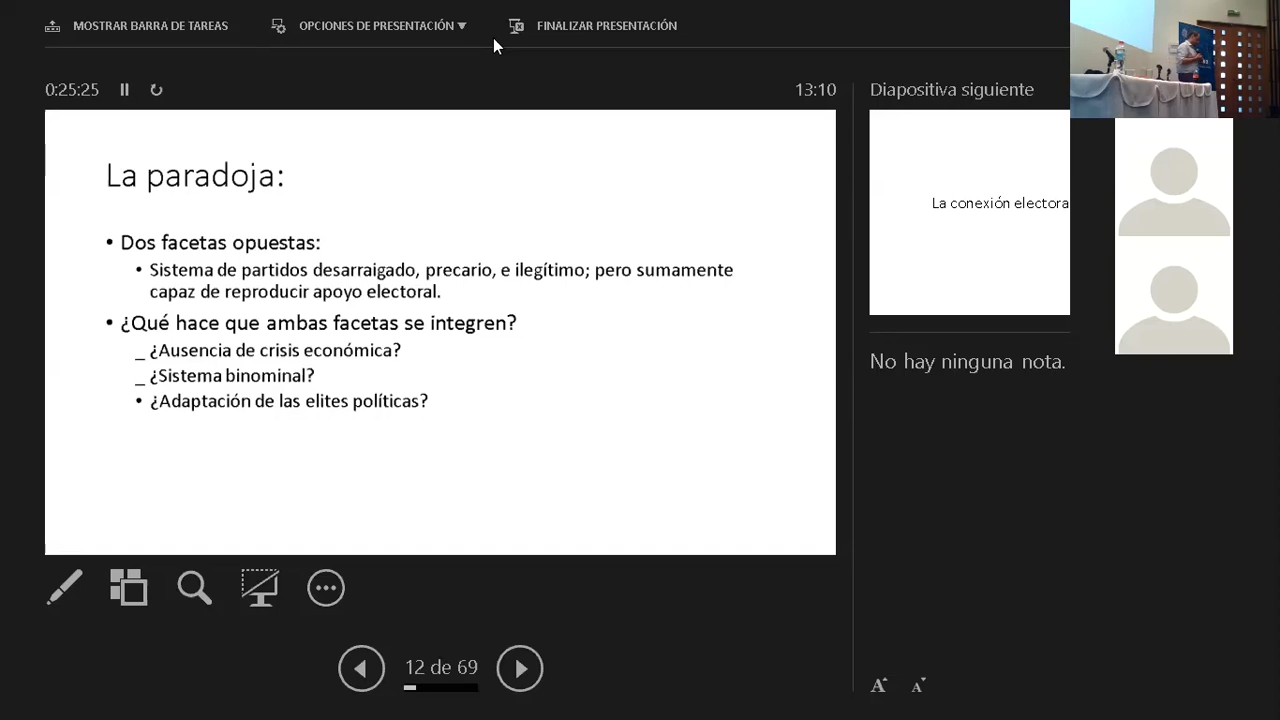 MOSTRAR BARRA DE TAREAS
OPCIONES DE PRESENTACIÓN ▼
FINALIZAR PRESENTACIÓN
0:25:25
13:10
Diapositiva siguiente
La paradoja:
• Dos facetas opuestas:
• Sistema de partidos desarraigado, precario, e ilegítimo; pero sumamente
capaz de reproducir apoyo electoral.
• ¿Qué hace que ambas facetas se integren?
_ ¿Ausencia de crisis económica?
_ ¿Sistema binominal?
• ¿Adaptación de las elites políticas?
La conexión electora
No hay ninguna nota.
12 de 69
A A